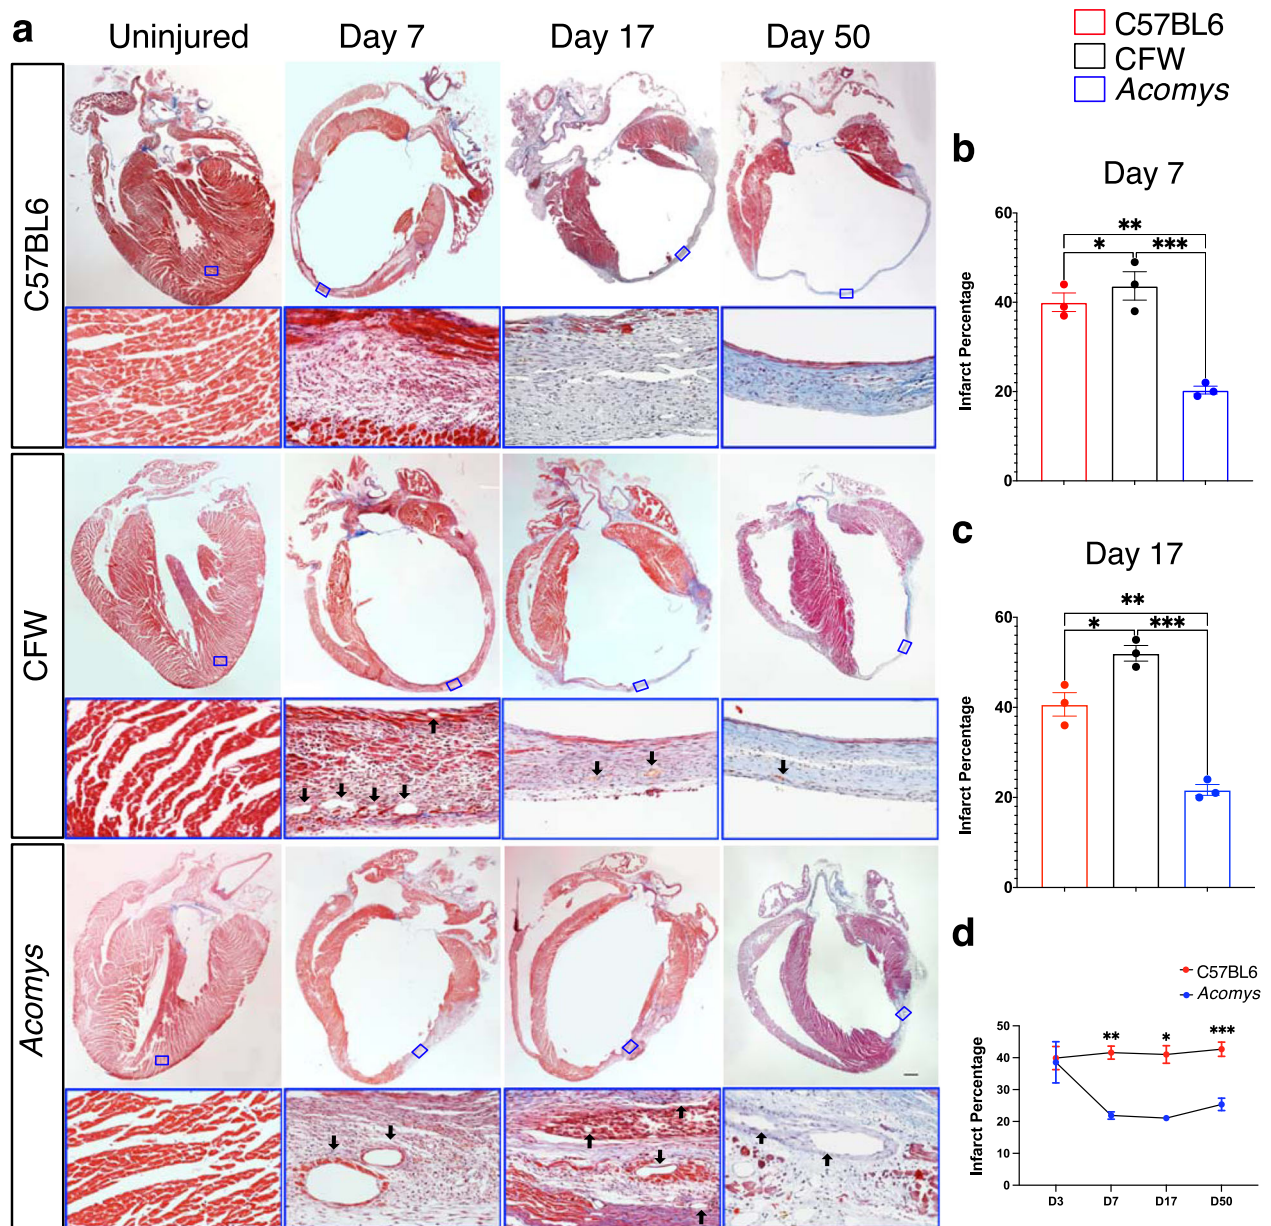 a
Uninjured Day 7 Day 17 Day 50
C57BL6
CFW
Acomys
C57BL6
CFW
Acomys
b
Day 7
Infarct Percentage
60
40
20
0
**
* ***
c
Day 17
Infarct Percentage
60
40
20
0
**
* ***
d
C57BL6
Acomys
Infarct Percentage
50
40
30
20
10
0
** * ***
D3 D7 D17 D50